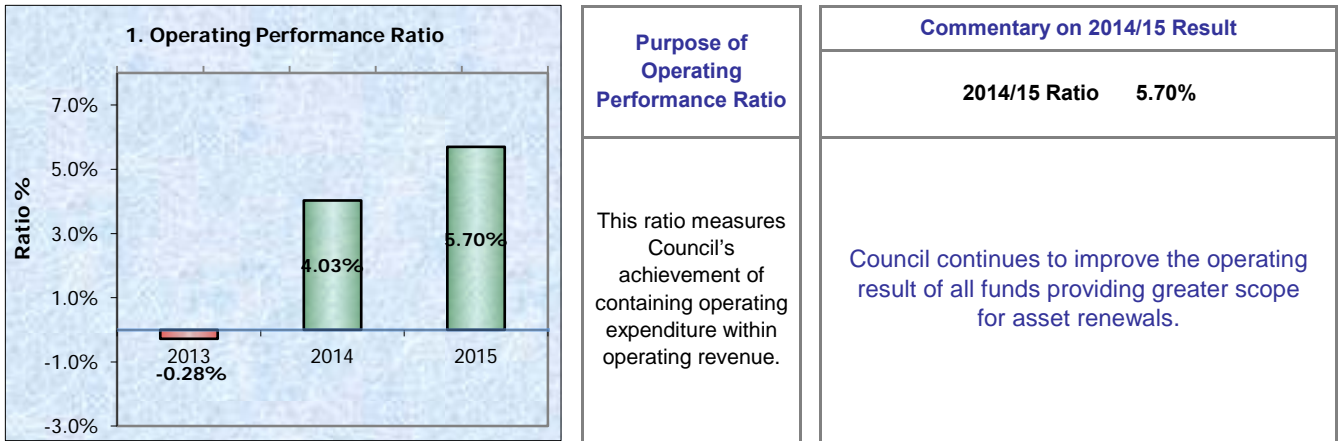 1. Operating Performance Ratio
Ratio %
7.0%
5.0%
3.0%
1.0%
-1.0%
-3.0%
2013
2014
2015
-0.28%
4.03%
5.70%
Purpose of
Operating
Performance Ratio
This ratio measures
Council's
achievement of
containing operating
expenditure within
operating revenue.
Commentary on 2014/15 Result
2014/15 Ratio 5.70%
Council continues to improve the operating
result of all funds providing greater scope
for asset renewals.